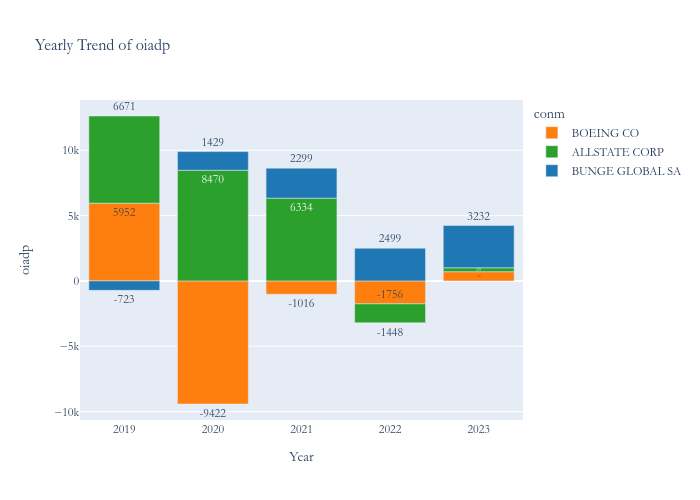 Yearly Trend of oiadp
conm
BOEING CO
ALLSTATE CORP
BUNGE GLOBAL SA
oiadp
10k
5k
0
−5k
−10k
6671
5952
-723
1429
8470
-9422
2299
6334
-1016
2499
-1756
-1448
3232
2019
2020
2021
2022
2023
Year